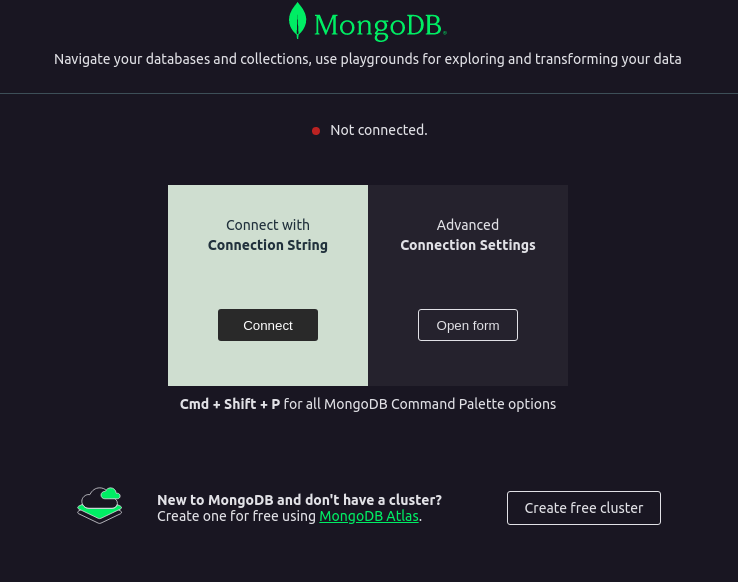 MongoDB.
Navigate your databases and collections, use playgrounds for exploring and transforming your data
Not connected.
Connect with
Connection String
Connect
Advanced
Connection Settings
Open form
Cmd + Shift + P for all MongoDB Command Palette options
New to MongoDB and don't have a cluster?
Create one for free using MongoDB Atlas.
Create free cluster